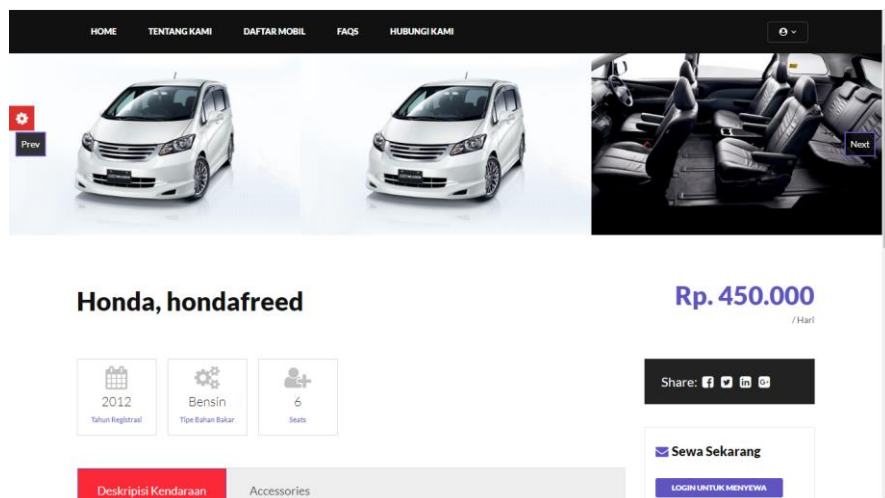 HOME TENTANG KAMI DAFTAR MOBIL FAQS HUBUNGI KAMI
Prev Next
Honda, hondafreed
Rp. 450.000
/ Hari
2012 Bensin 6
Tahun Registrasi Tipe Bahan Bakar Seats
Share:
Sewa Sekarang
LOGIN UNTUK MENYEWA
Deskripisi Kendaraan Accessories